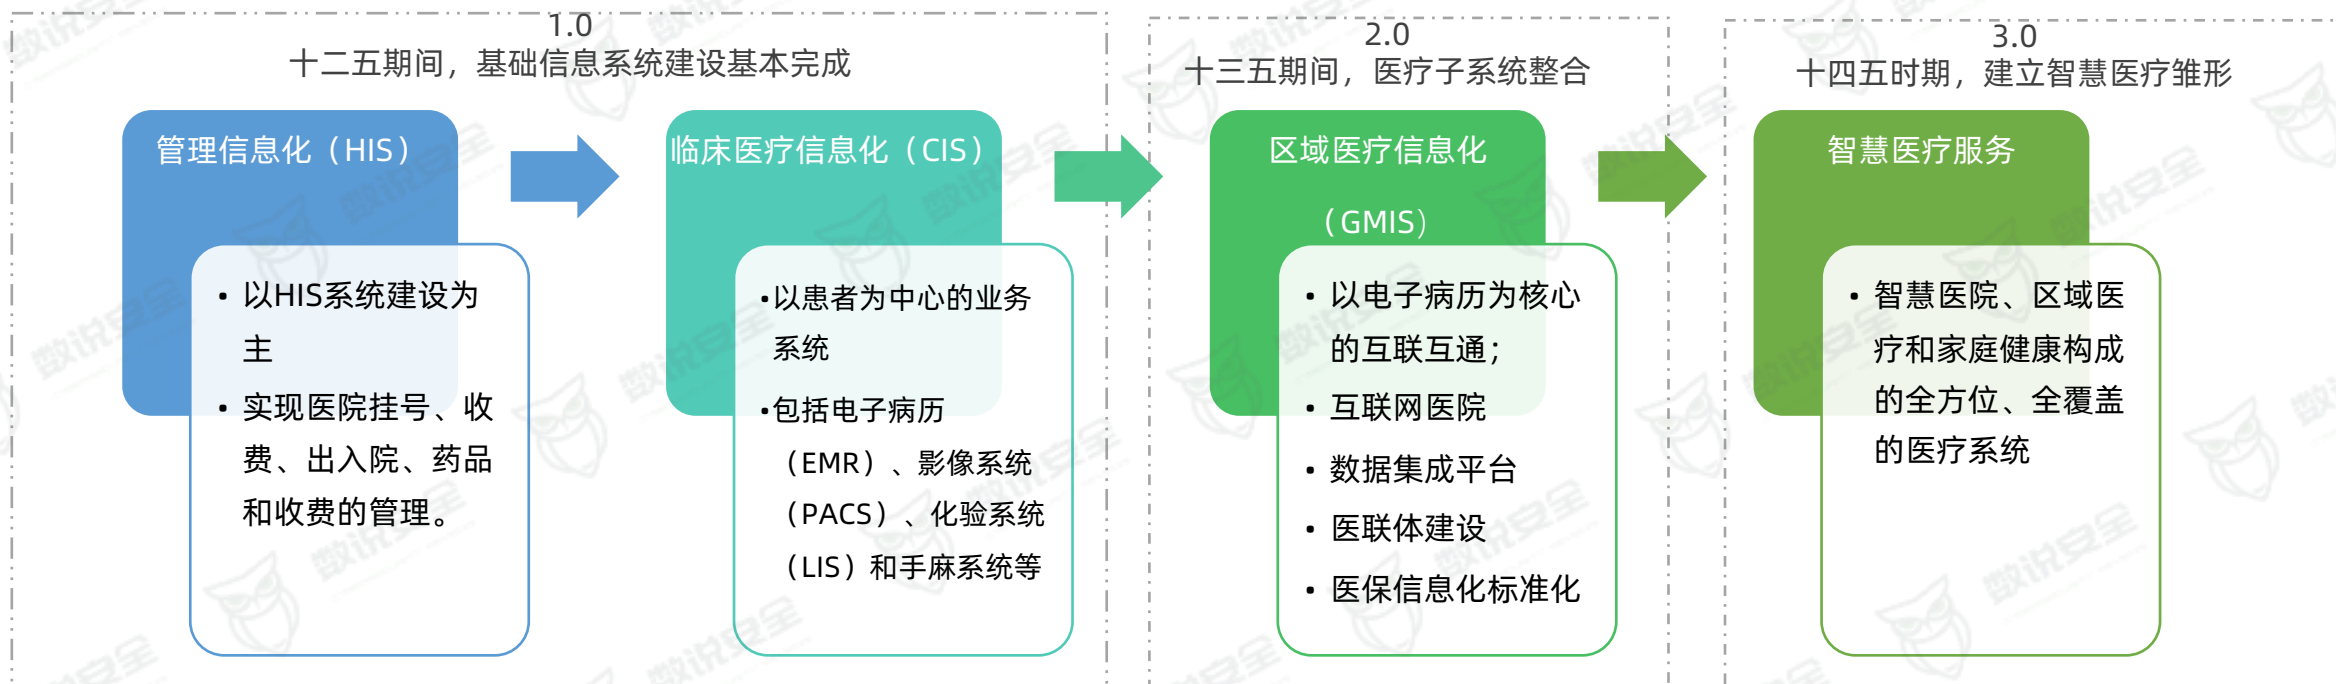 1.0
十二五期间，基础信息系统建设基本完成
管理信息化（HIS）
• 以HIS系统建设为
主
• 实现医院挂号、收
费、出入院、药品
和收费的管理。
临床医疗信息化（CIS）
•以患者为中心的业务
系统
•包括电子病历
（EMR）、影像系统
（PACS）、化验系统
（LIS）和手麻系统等
2.0
十三五期间，医疗子系统整合
区域医疗信息化
（GMIS）
• 以电子病历为核心
的互联互通；
• 互联网医院
• 数据集成平台
• 医联体建设
• 医保信息化标准化
3.0
十四五时期，建立智慧医疗雏形
智慧医疗服务
• 智慧医院、区域医
疗和家庭健康构成
的全方位、全覆盖
的医疗系统
数说安全